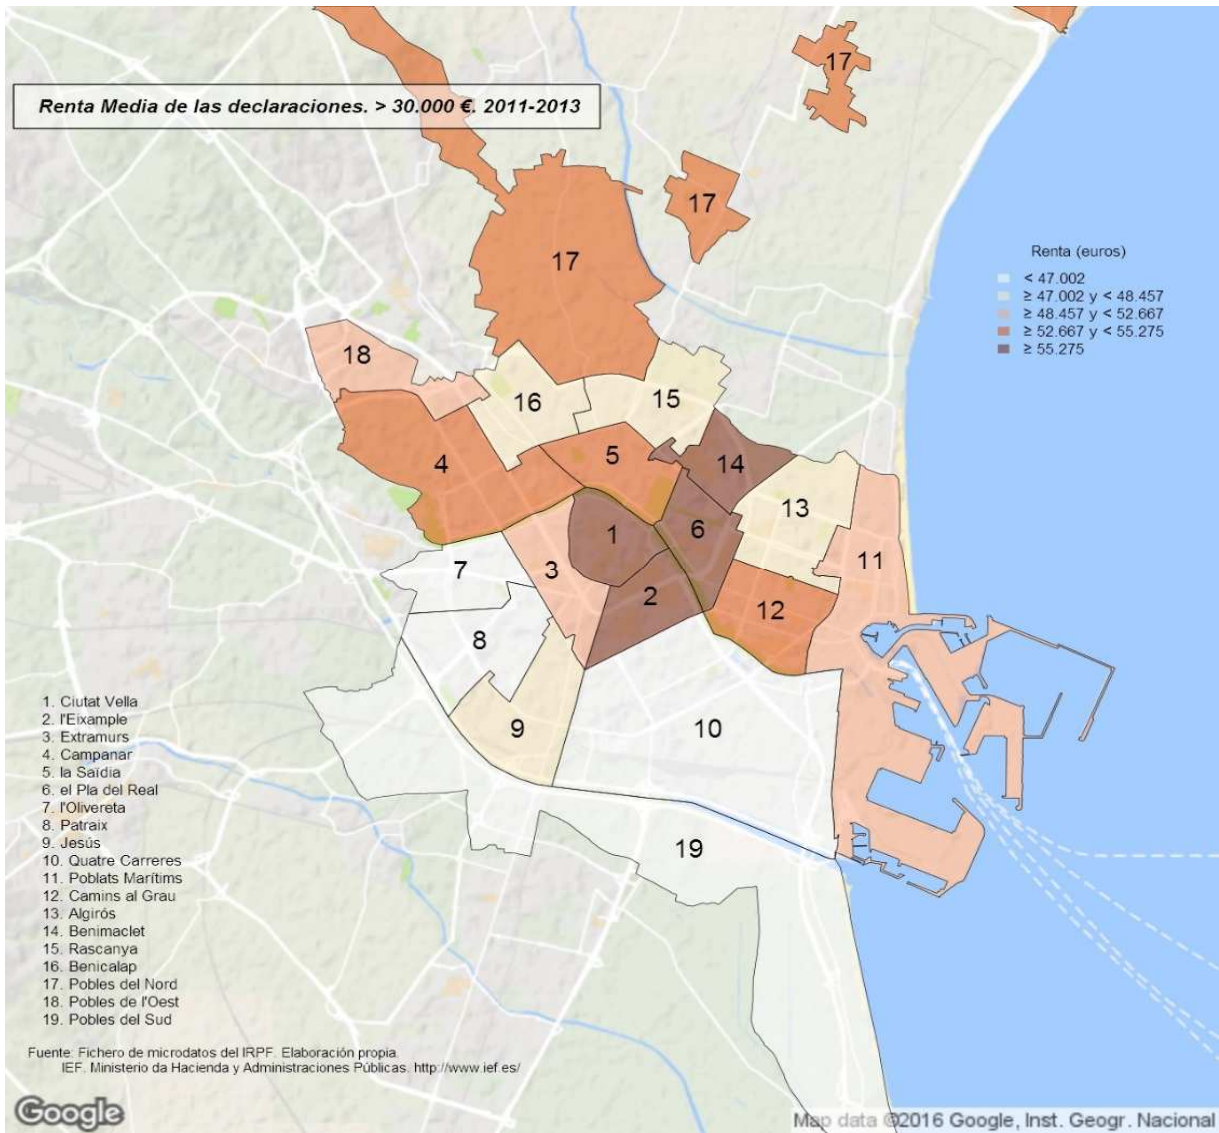 Renta Media de las declaraciones. > 30.000 €. 2011-2013
17
17
17
Renta (euros)
< 47.002
≥ 47.002 y < 48.457
≥ 48.457 y < 52.667
≥ 52.667 y < 55.275
≥ 55.275
18
16
15
4
5
14
13
6
1
11
7
3
2
12
8
9
10
19
1. Ciutat Vella
2. l'Eixample
3. Extramurs
4. Campanar
5. la Saïdia
6. el Pla del Real
7. l'Olivereta
8. Patraix
9. Jesús
10. Quatre Carreres
11. Poblats Marítims
12. Camins al Grau
13. Algirós
14. Benimaclet
15. Rascanya
16. Benicalap
17. Pobles del Nord
18. Pobles de l'Oest
19. Pobles del Sud
Fuente: Fichero de microdatos del IRPF. Elaboración propia.
IEF. Ministerio da Hacienda y Administraciones Públicas. http://www.ief.es/
Google
Map data ©2016 Google, Inst. Geogr. Nacional